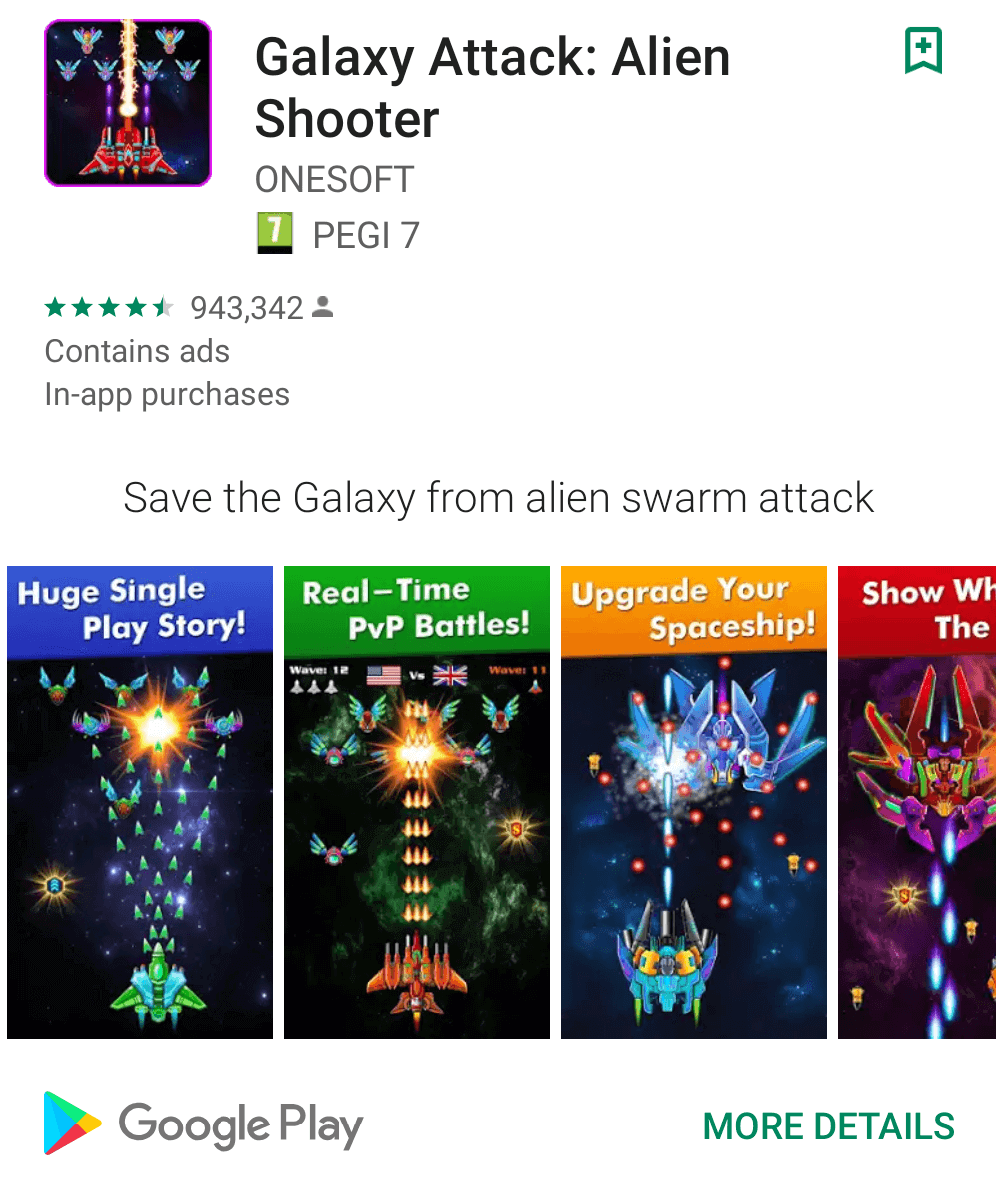 Galaxy Attack: Alien
Shooter
ONESOFT
7 PEGI 7
943,342
Contains ads
In-app purchases
Save the Galaxy from alien swarm attack
Huge Single
Play Story!
Real-Time
PvP Battles!
Wave: 12 Vs Wave: 11
Upgrade Your
Spaceship!
Show Wh
The
Google Play
MORE DETAILS